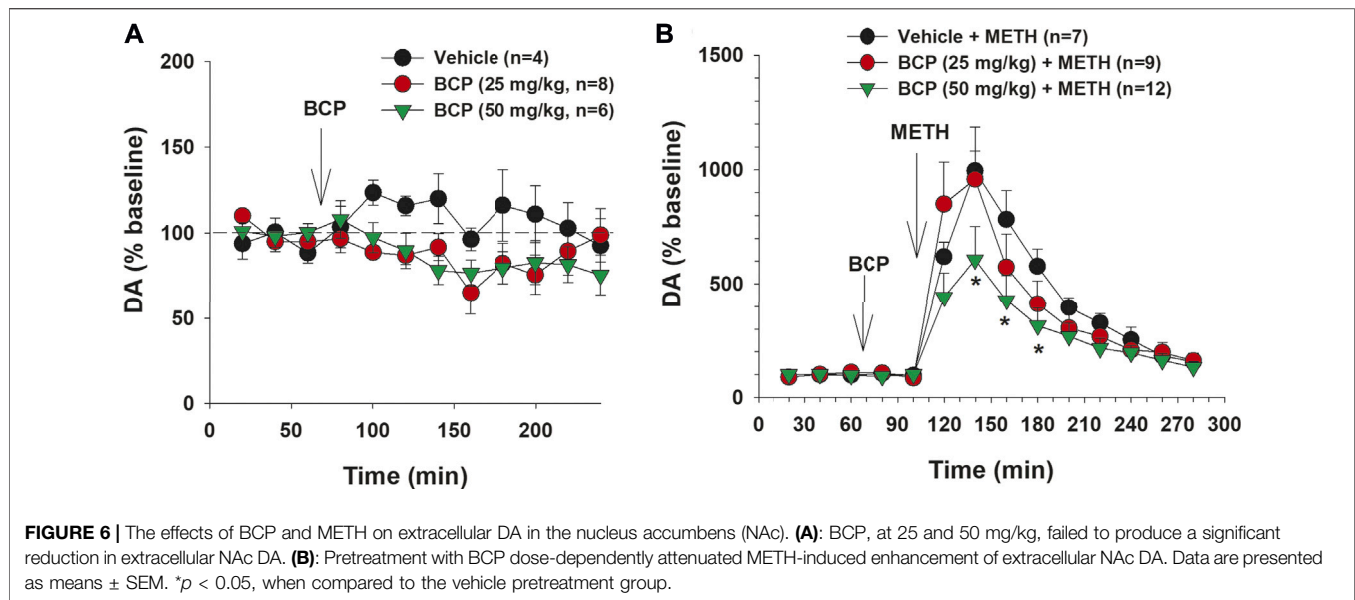 A
Vehicle (n=4)
BCP (25 mg/kg, n=8)
BCP (50 mg/kg, n=6)
BCP
DA (% baseline)
200
150
100
50
0
0 50 100 150 200
Time (min)
B
Vehicle + METH (n=7)
BCP (25 mg/kg) + METH (n=9)
BCP (50 mg/kg) + METH (n=12)
METH
BCP
DA (% baseline)
1500
1000
500
0
* * *
0 30 60 90 120 150 180 210 240 270 300
Time (min)
FIGURE 6 | The effects of BCP and METH on extracellular DA in the nucleus accumbens (NAc). (A): BCP, at 25 and 50 mg/kg, failed to produce a significant
reduction in extracellular NAc DA. (B): Pretreatment with BCP dose-dependently attenuated METH-induced enhancement of extracellular NAc DA. Data are presented
as means ± SEM. *p < 0.05, when compared to the vehicle pretreatment group.